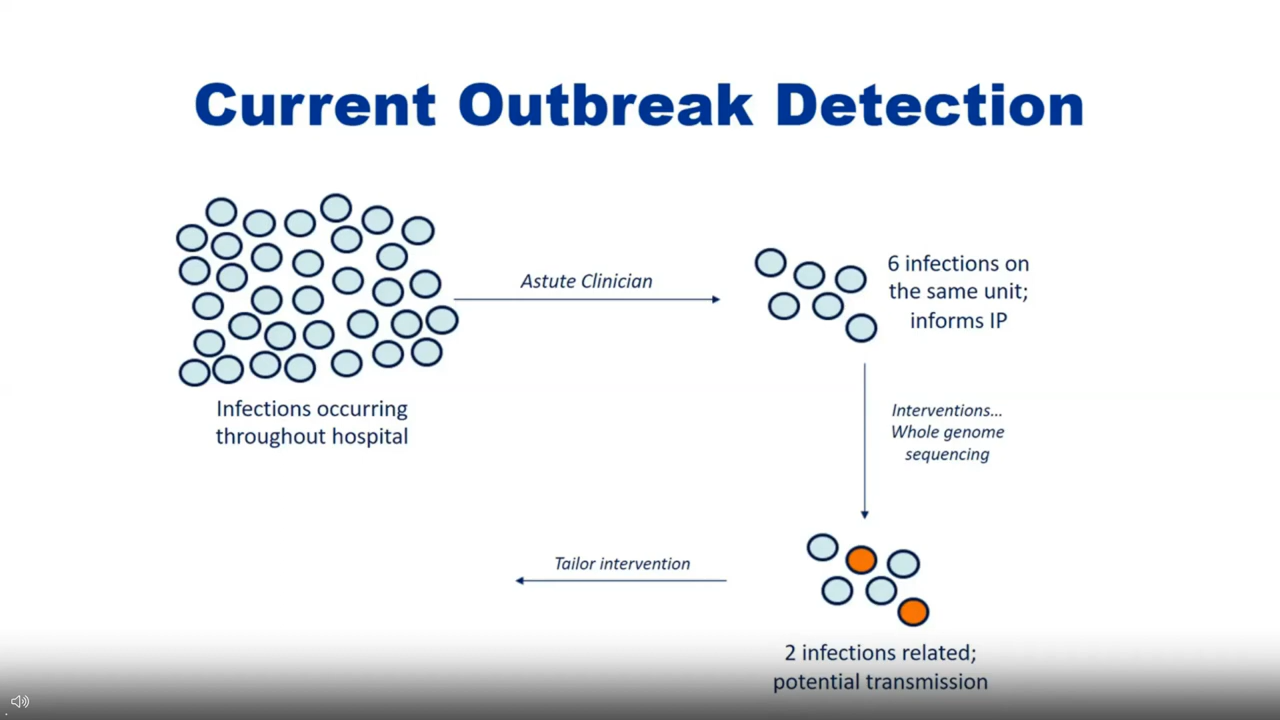 Current Outbreak Detection
Astute Clinician
6 infections on
the same unit;
informs IP
Infections occurring
throughout hospital
Interventions...
Whole genome
sequencing
Tailor intervention
2 infections related;
potential transmission